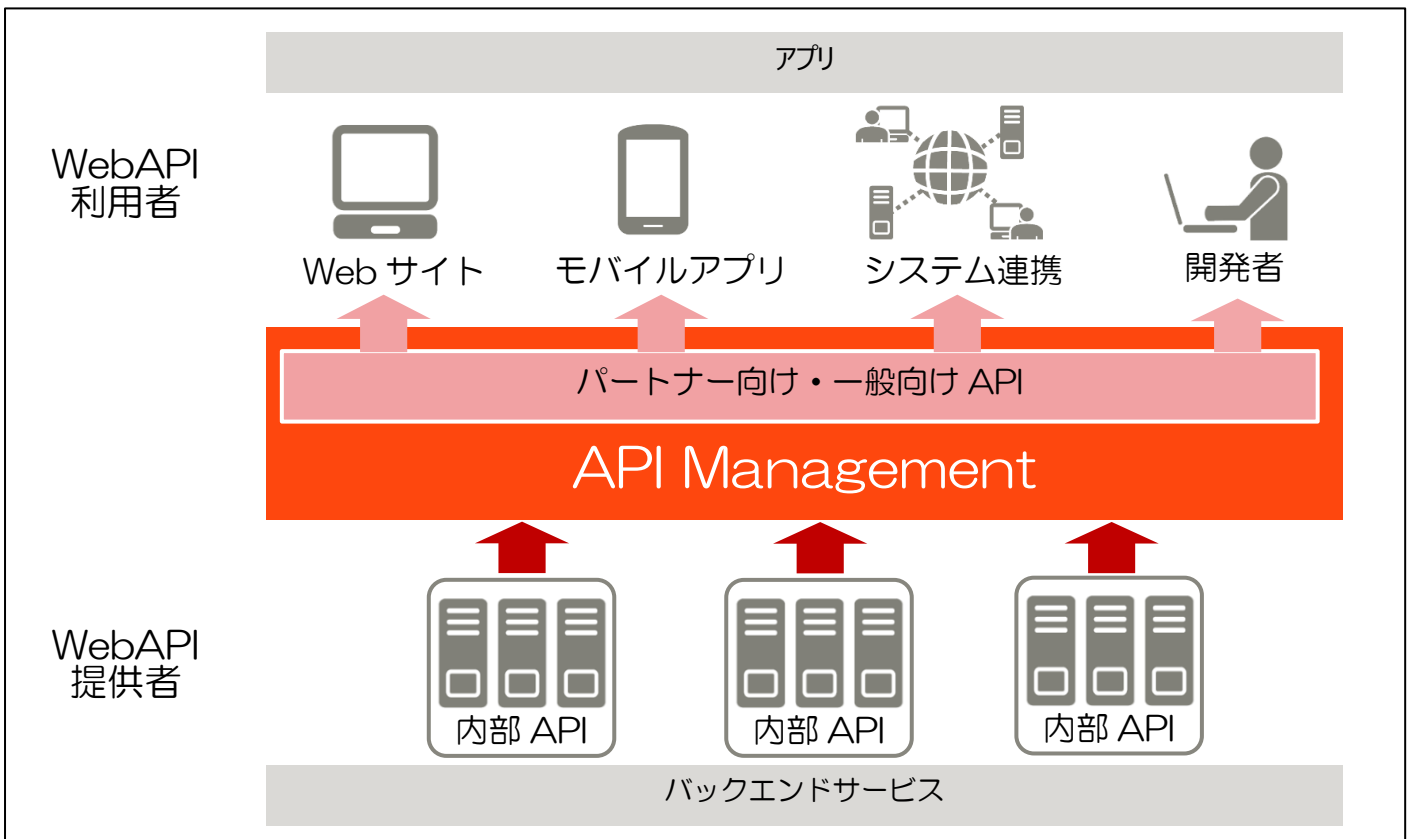 アプリ
WebAPI
利用者
Web サイト
モバイルアプリ
システム連携
開発者
パートナー向け・一般向け API
API Management
WebAPI
提供者
内部 API
内部 API
内部 API
バックエンドサービス